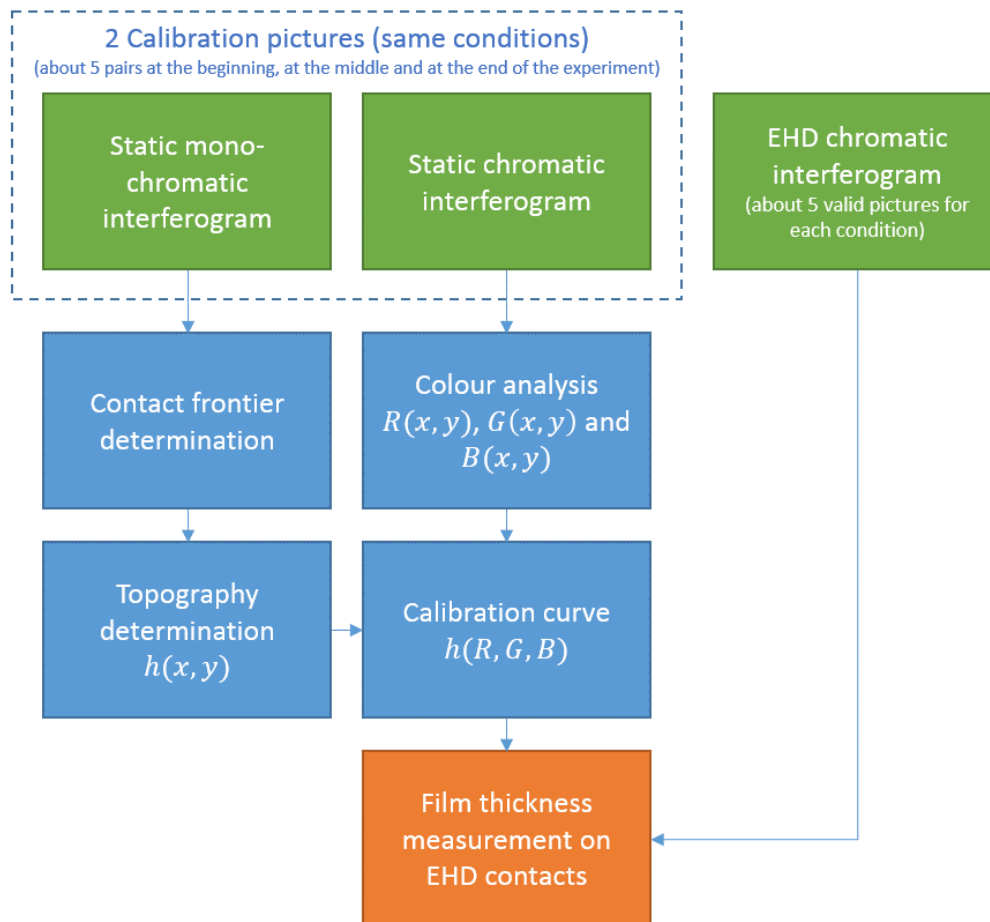 2 Calibration pictures (same conditions)
(about 5 pairs at the beginning, at the middle and at the end of the experiment)
Static mono-
chromatic
interferogram
Static chromatic
interferogram
EHD chromatic
interferogram
(about 5 valid pictures for
each condition)
Contact frontier
determination
Colour analysis
R(x, y), G(x, y) and
B(x, y)
Topography
determination
h(x, y)
Calibration curve
h(R, G, B)
Film thickness
measurement on
EHD contacts